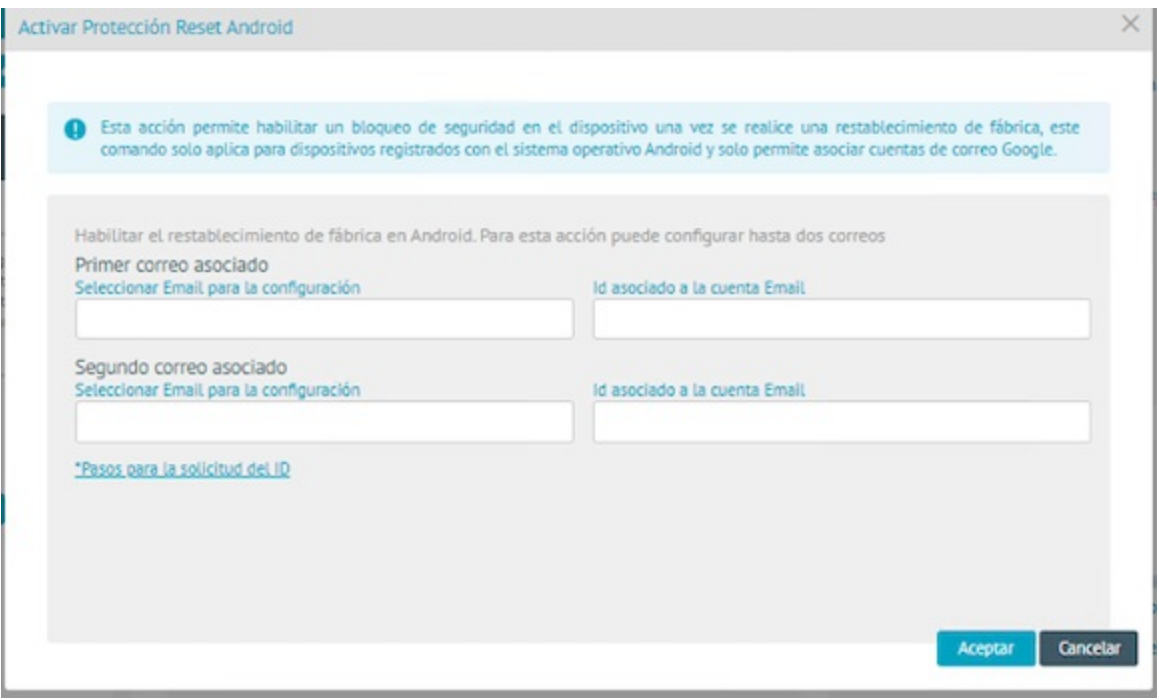 Activar Protección Reset Android
Esta acción permite habilitar un bloqueo de seguridad en el dispositivo una vez se realice una restablecimiento de fábrica, este
comando solo aplica para dispositivos registrados con el sistema operativo Android y solo permite asociar cuentas de correo Google.
Habilitar el restablecimiento de fábrica en Android. Para esta acción puede configurar hasta dos correos
Primer correo asociado
Seleccionar Email para la configuración
Id asociado a la cuenta Email
Segundo correo asociado
Seleccionar Email para la configuración
Id asociado a la cuenta Email
*Pasos para la solicitud del ID
Aceptar
Cancelar